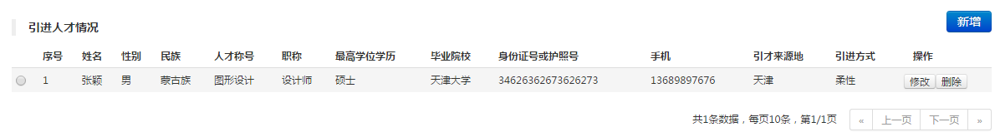 引进人才情况 新增
序号 姓名 性别 民族 人才称号 职称 最高学位学历 毕业院校 身份证号或护照号 手机 引才来源地 引进方式 操作
1 张颖 男 蒙古族 图形设计 设计师 硕士 天津大学 34626362673626273 13689897676 天津 柔性 修改 删除
共1条数据，每页10条，第1/1页 « 上一页 下一页 »